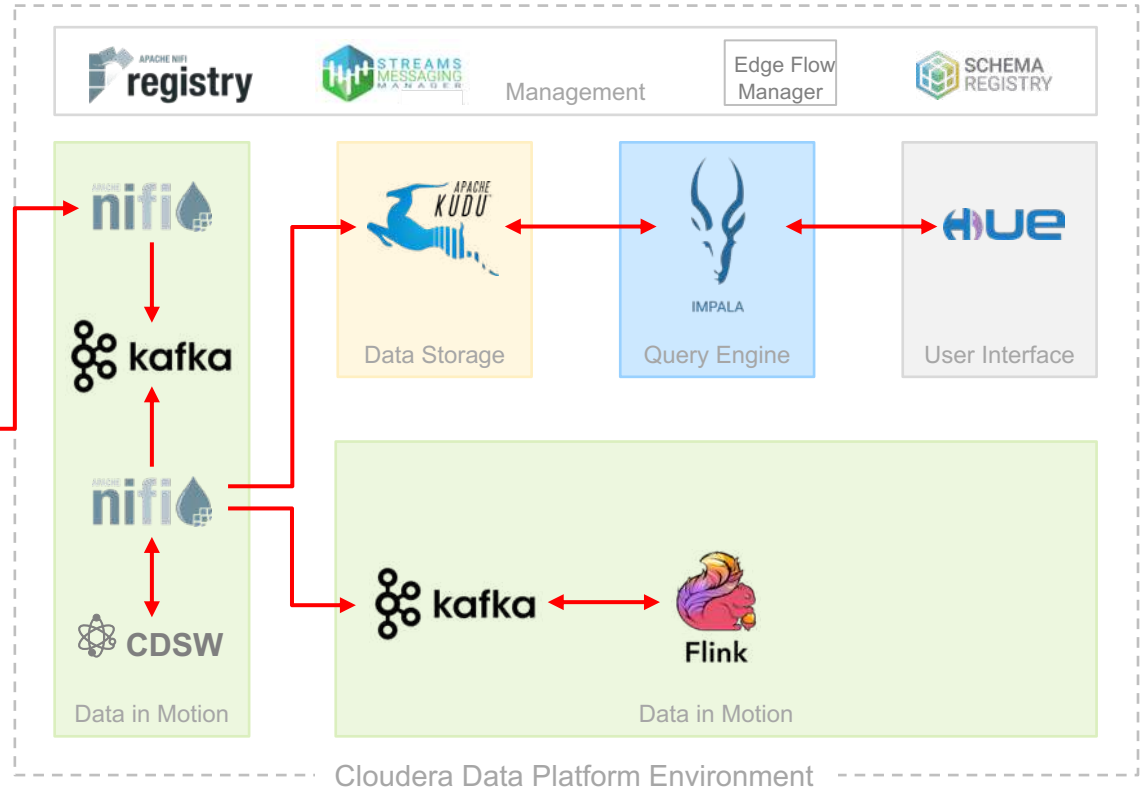 APACHE NIFI
registry
STREAMS
MESSAGING
MANAGER
Management
Edge Flow
Manager
SCHEMA
REGISTRY
APACHE
nifi
kafka
APACHE
nifi
CDSW
Data in Motion
APACHE
KUDU
Data Storage
IMPALA
Query Engine
HUE
User Interface
kafka
Flink
Data in Motion
Cloudera Data Platform Environment